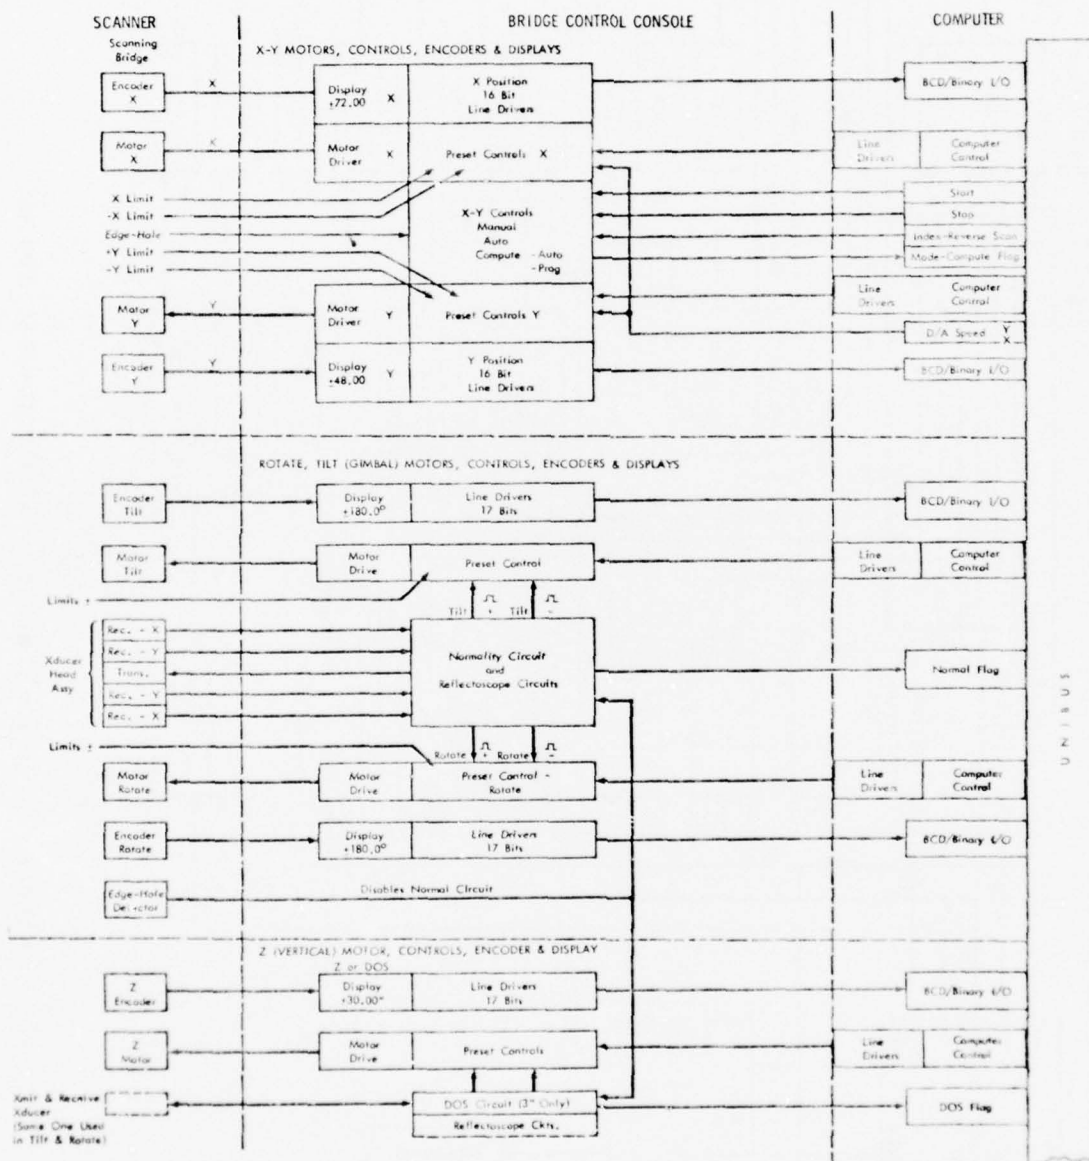 SCANNER
BRIDGE CONTROL CONSOLE
COMPUTER
Scanning
Bridge
X-Y MOTORS, CONTROLS, ENCODERS & DISPLAYS
Encoder
X
X
Display
±72.00 X
X Position
16 Bit
Line Drivers
BCD/Binary I/O
Motor
X
X
Motor
Driver X
Preset Controls X
Line
Drivers
Computer
Control
X Limit
-X Limit
Edge-Hole
+Y Limit
-Y Limit
X-Y Controls
Manual
Auto
Compute - Auto
- Prog
Start
Stop
Index-Reverse Scan
Mode-Compute Flag
Motor
Y
Y
Motor
Driver Y
Preset Controls Y
Line
Drivers
Computer
Control
D/A Speed Y
X
Encoder
Y
Y
Display
±48.00 Y
Y Position
16 Bit
Line Drivers
BCD/Binary I/O
ROTATE, TILT (GIMBAL) MOTORS, CONTROLS, ENCODERS & DISPLAYS
Encoder
Tilt
Display
±180.0°
Line Drivers
17 Bits
BCD/Binary I/O
Motor
Tilt
Motor
Drive
Preset Control
Line
Drivers
Computer
Control
Limits ±
Tilt +
Tilt -
Xducer
Head
Assy
Rec. - X
Rec. - Y
Trans.
Rec. - Y
Rec. - X
Normality Circuit
and
Reflectoscope Circuits
Normal Flag
UNIBUS
Limits ±
Rotate +
Rotate -
Motor
Rotate
Motor
Drive
Preset Control -
Rotate
Line
Drivers
Computer
Control
Encoder
Rotate
Display
±180.0°
Line Drivers
17 Bits
BCD/Binary I/O
Edge-Hole
Detector
Disables Normal Circuit
Z (VERTICAL) MOTOR, CONTROLS, ENCODER & DISPLAY
Z or DOS
Z
Encoder
Display
±30.00"
Line Drivers
17 Bits
BCD/Binary I/O
Z
Motor
Motor
Drive
Preset Controls
Line
Drivers
Computer
Control
Xmit & Receive
Xducer
(Same One Used
in Tilt & Rotate)
DOS Circuit (3" Only)
Reflectoscope Ckts.
DOS Flag